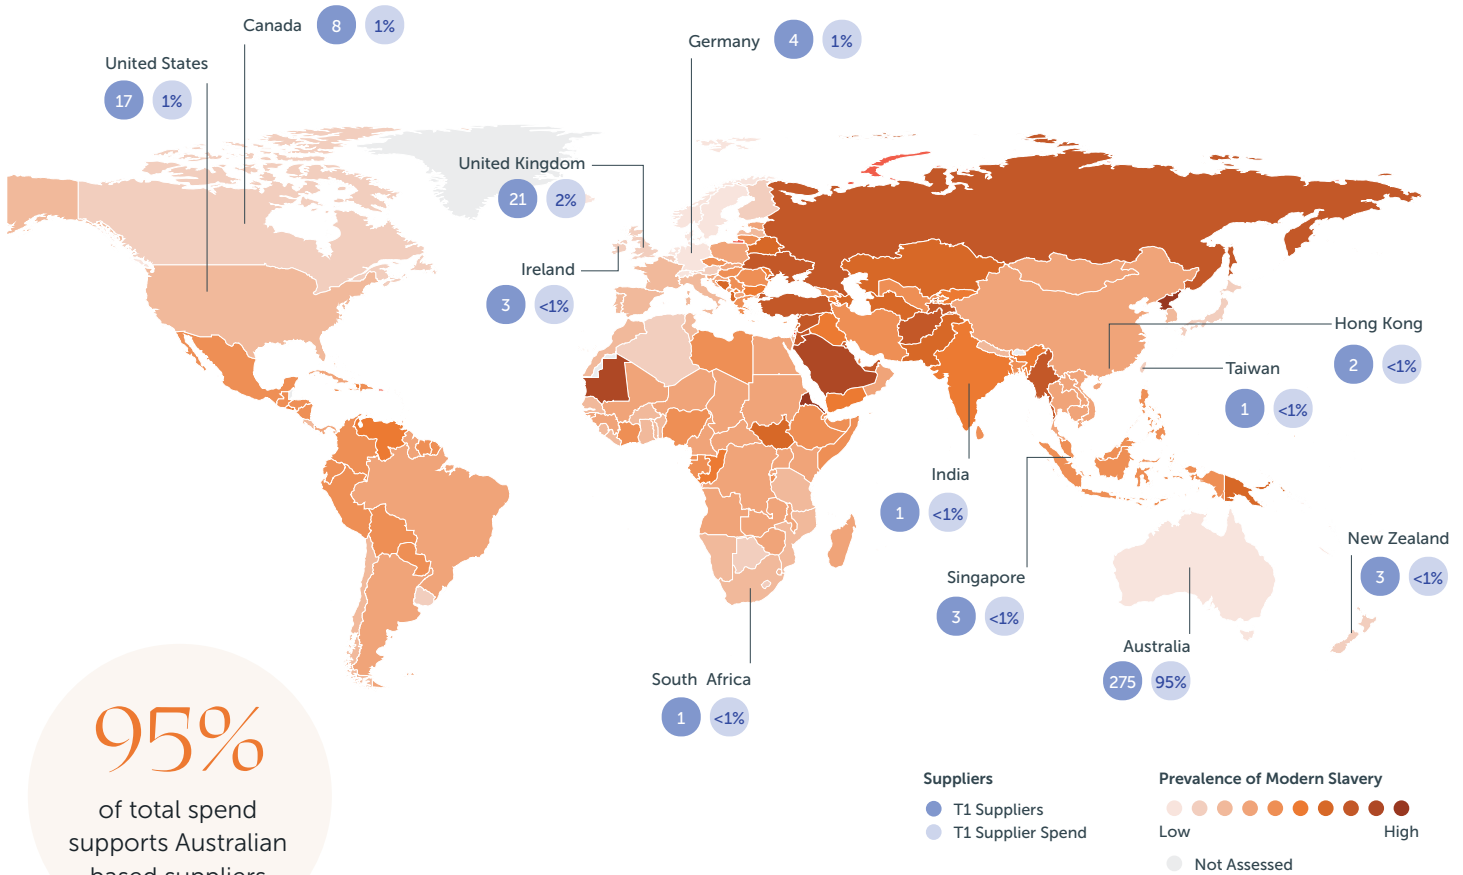 Canada 8 1%
United States
17 1%
Germany 4 1%
United Kingdom
21 2%
Ireland
3 <1%
Hong Kong
2 <1%
Taiwan
1 <1%
India
1 <1%
Singapore
3 <1%
New Zealand
3 <1%
Australia
275 95%
South Africa
1 <1%
95%
of total spend
supports Australian
based suppliers
Suppliers
T1 Suppliers
T1 Supplier Spend
Prevalence of Modern Slavery
Low High
Not Assessed